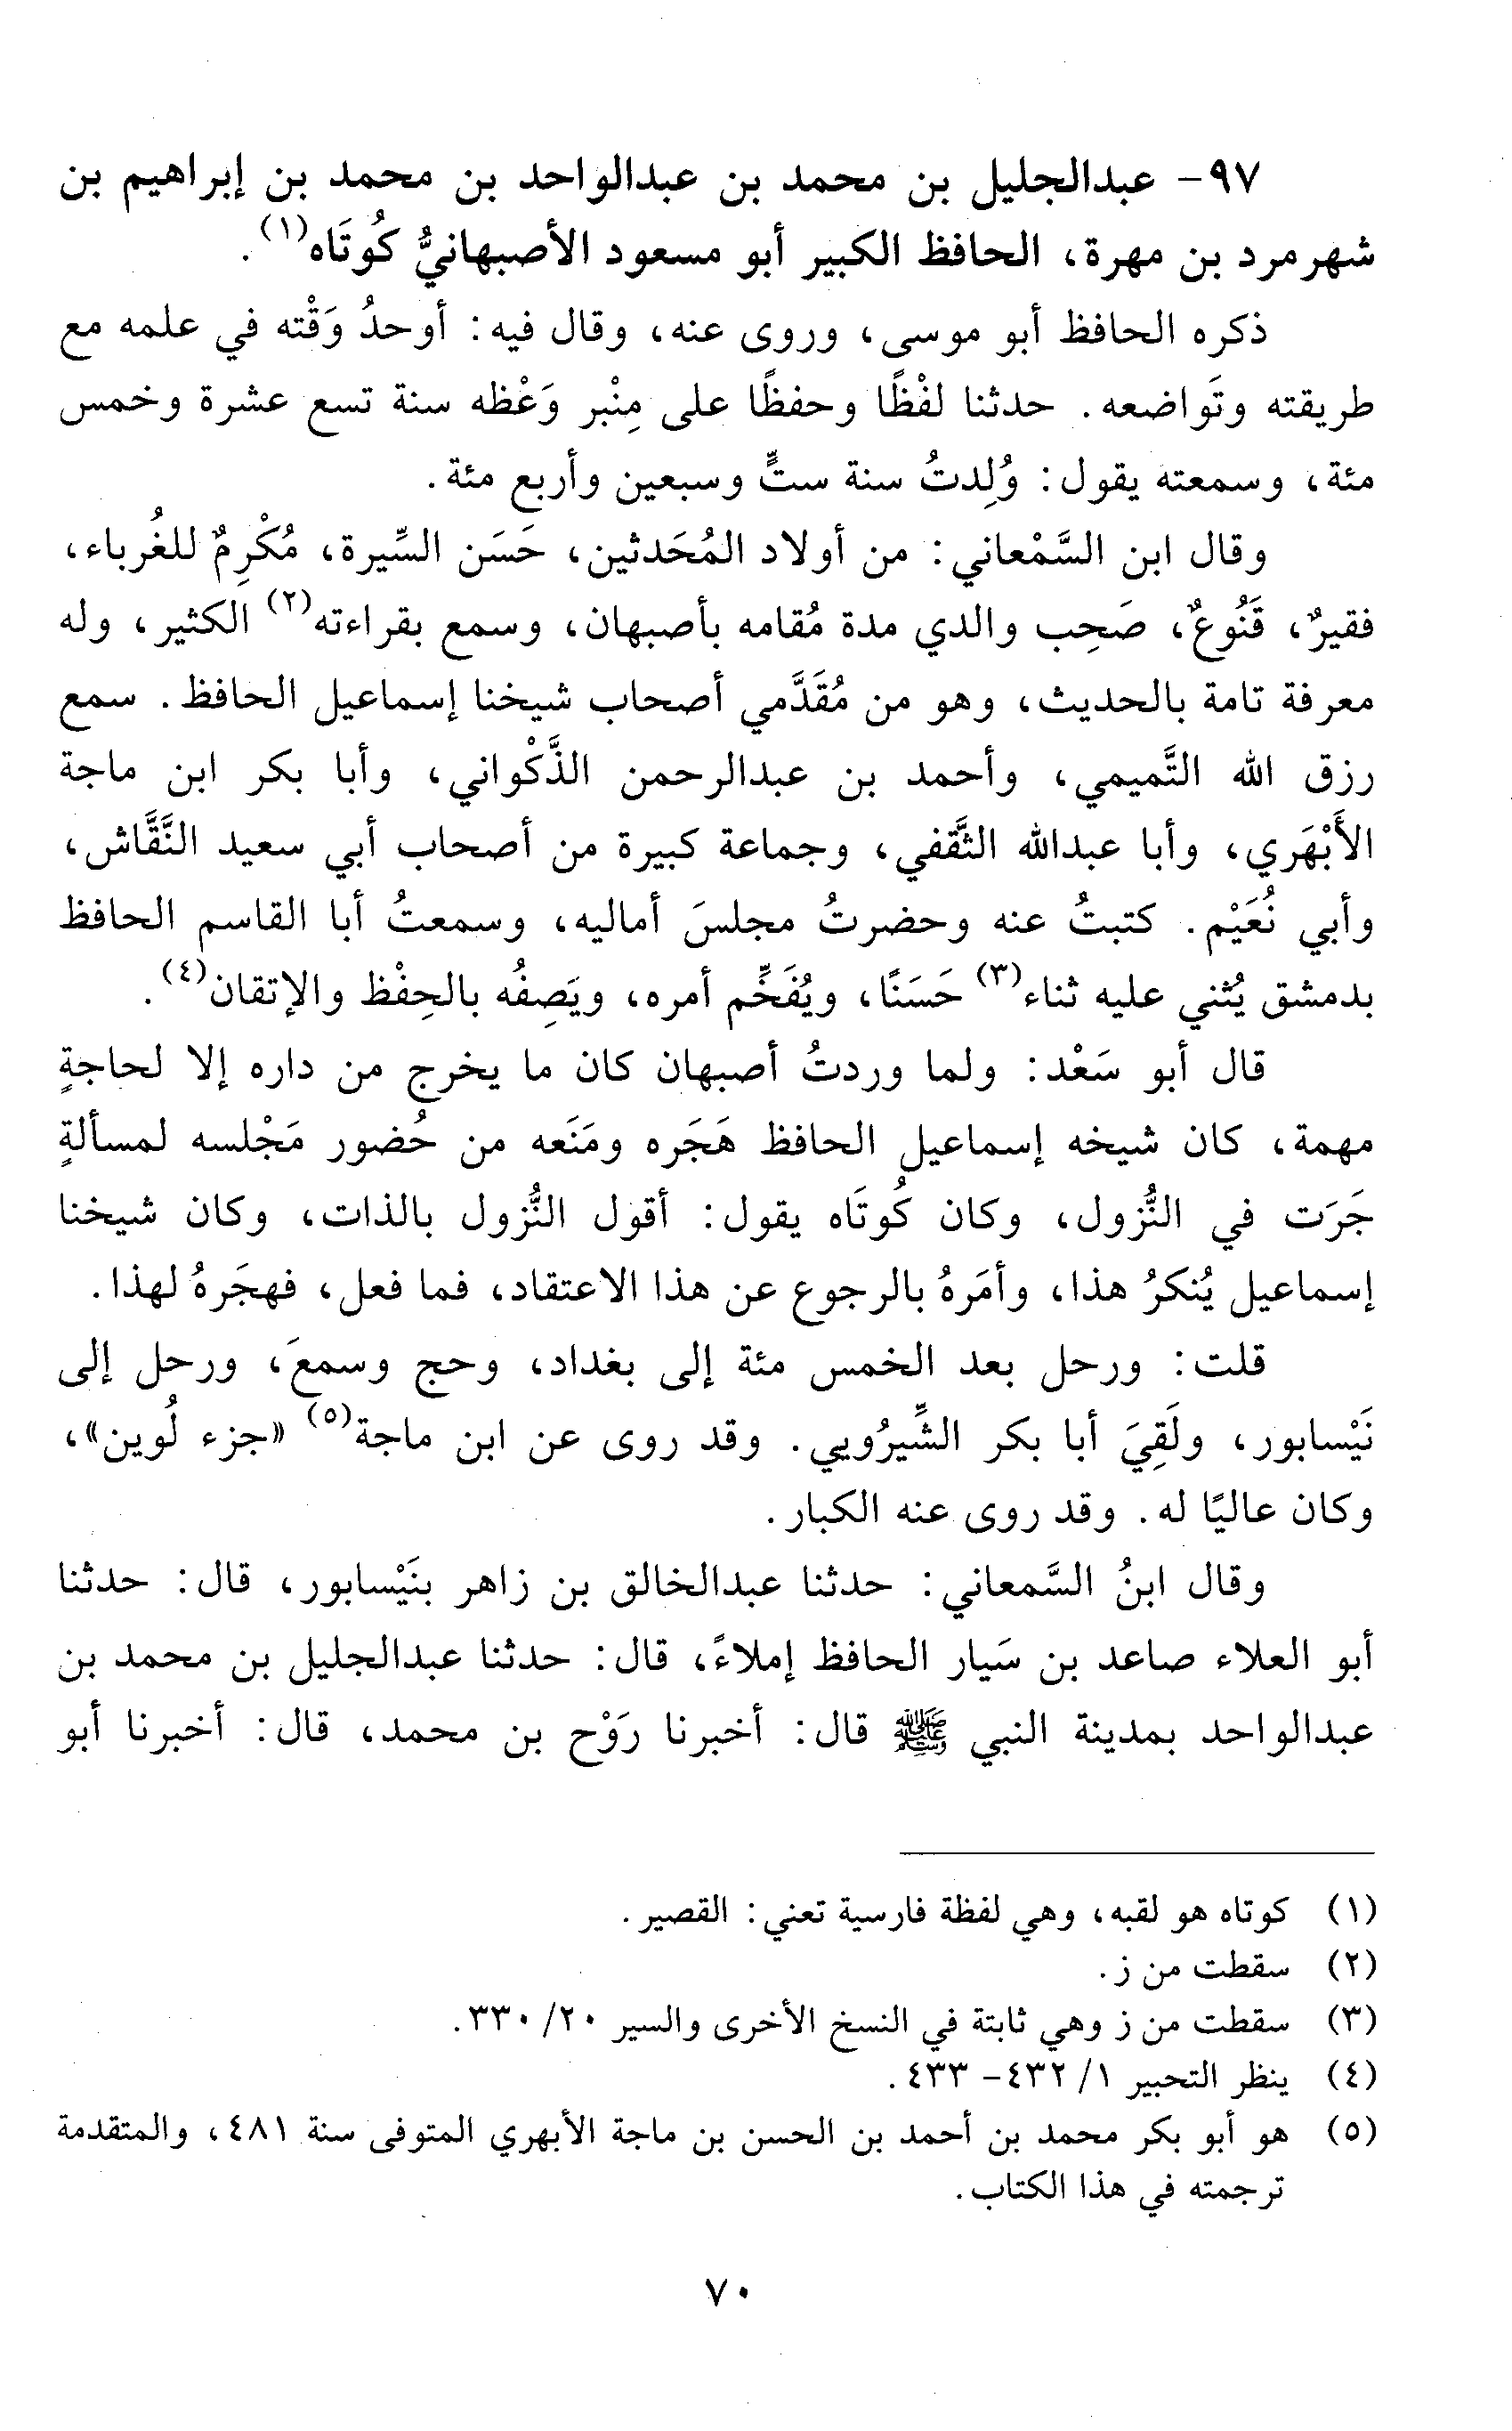 ٩٧- عبدالجليل بن محمد بن عبدالواحد بن محمد بن إبراهيم بن
شهرمرد بن مهرة، الحافظ الكبير أبو مسعود الأصبهانيُّ كُوتَاه(١).
ذكره الحافظ أبو موسى، وروى عنه، وقال فيه: أوحدُ وَقْته في علمه مع
طريقته وتَواضعه. حدثنا لفْظًا وحفظًا على مِنْبر وَعْظه سنة تسع عشرة وخمس
مئة، وسمعته يقول: وُلِدتُ سنة ستٍّ وسبعين وأربع مئة.
وقال ابن السَّمْعاني: من أولاد المُحَدثين، حَسَن السِّيرة، مُكْرِمٌ للغُرباء،
فقيرٌ، قَنُوعٌ، صَحِب والدي مدة مُقامه بأصبهان، وسمع بقراءته(٢) الكثير، وله
معرفة تامة بالحديث، وهو من مُقَدَّمي أصحاب شيخنا إسماعيل الحافظ. سمع
رزق الله التَّميمي، وأحمد بن عبدالرحمن الذَّكْواني، وأبا بكر ابن ماجة
الأَبْهَري، وأبا عبدالله الثَّقفي، وجماعة كبيرة من أصحاب أبي سعيد النَّقَّاش،
وأبي نُعَيْم. كتبتُ عنه وحضرتُ مجلسَ أماليه، وسمعتُ أبا القاسم الحافظ
بدمشق يُثني عليه ثناء(٣) حَسَنًا، ويُفَخِّم أمره، ويَصِفُه بالحِفْظ والإتقان(٤).
قال أبو سَعْد: ولما وردتُ أصبهان كان ما يخرج من داره إلا لحاجةٍ
مهمة، كان شيخه إسماعيل الحافظ هَجَره ومَنَعه من حُضور مَجْلسه لمسألةٍ
جَرَت في النُّزول، وكان كُوتَاه يقول: أقول النُّزول بالذات، وكان شيخنا
إسماعيل يُنكرُ هذا، وأمَرهُ بالرجوع عن هذا الاعتقاد، فما فعل، فهجَرهُ لهذا.
قلت: ورحل بعد الخمس مئة إلى بغداد، وحج وسمعَ، ورحل إلى
نَيْسابور، ولَقِيَ أبا بكر الشِّيرُويي. وقد روى عن ابن ماجة(٥) «جزء لُوين»،
وكان عاليًا له. وقد روى عنه الكبار.
وقال ابنُ السَّمعاني: حدثنا عبدالخالق بن زاهر بنَيْسابور، قال: حدثنا
أبو العلاء صاعد بن سَيار الحافظ إملاءً، قال: حدثنا عبدالجليل بن محمد بن
عبدالواحد بمدينة النبي ﷺ قال: أخبرنا رَوْح بن محمد، قال: أخبرنا أبو
(١) كوتاه هو لقبه، وهي لفظة فارسية تعني: القصير.
(٢) سقطت من ز.
(٣) سقطت من ز وهي ثابتة في النسخ الأخرى والسير ٢٠/ ٣٣٠.
(٤) ينظر التحبير ١/ ٤٣٢- ٤٣٣.
(٥) هو أبو بكر محمد بن أحمد بن الحسن بن ماجة الأبهري المتوفى سنة ٤٨١، والمتقدمة
ترجمته في هذا الكتاب.
٧٠